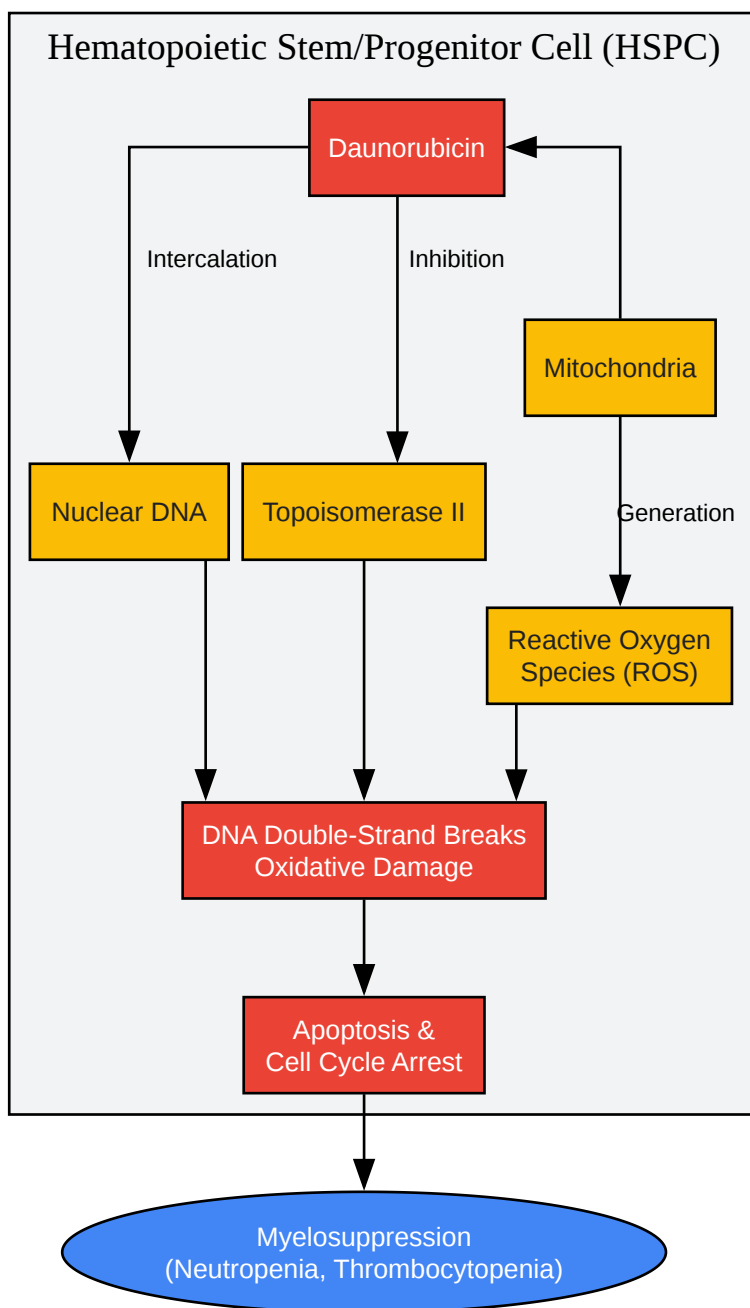 Hematopoietic Stem/Progenitor Cell (HSPC)
Daunorubicin
Intercalation
Inhibition
Mitochondria
Nuclear DNA
Topoisomerase II
Generation
Reactive Oxygen
Species (ROS)
DNA Double-Strand Breaks
Oxidative Damage
Apoptosis &
Cell Cycle Arrest
Myelosuppression
(Neutropenia, Thrombocytopenia)